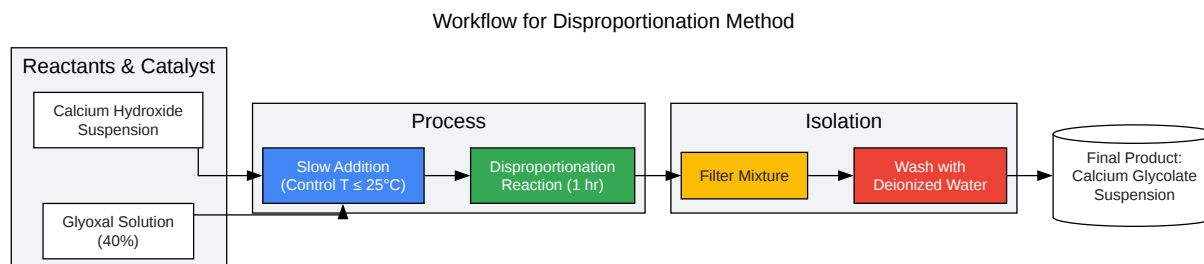 Workflow for Disproportionation Method
Reactants & Catalyst
Calcium Hydroxide
Suspension
Glyoxal Solution
(40%)
Process
Slow Addition
(Control T ≤ 25°C)
Disproportionation
Reaction (1 hr)
Isolation
Filter Mixture
Wash with
Deionized Water
Final Product:
Calcium Glycolate
Suspension